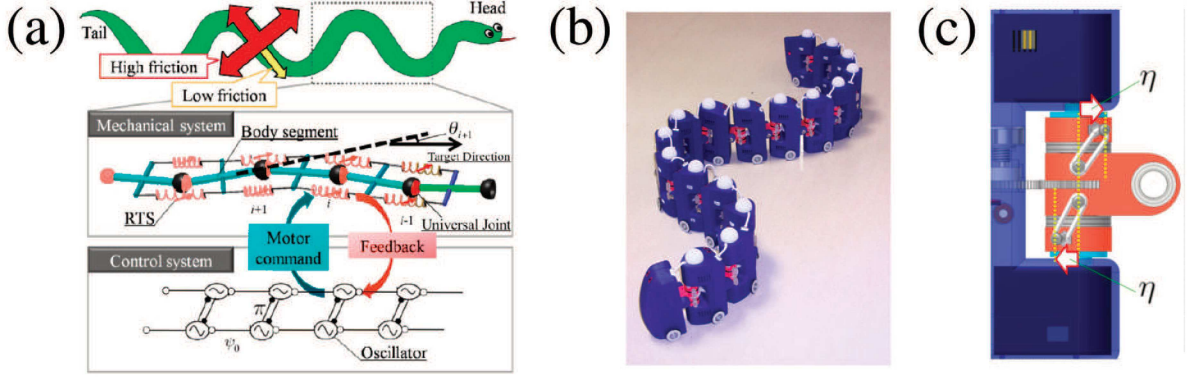 (a)
Tail
Head
High friction
Low friction
Mechanical system
Body segment
θi+1
Target Direction
RTS
i+1
i
i-1
Universal Joint
Motor
command
Feedback
Control system
π
ψ0
Oscillator
(b)
(c)
η
η